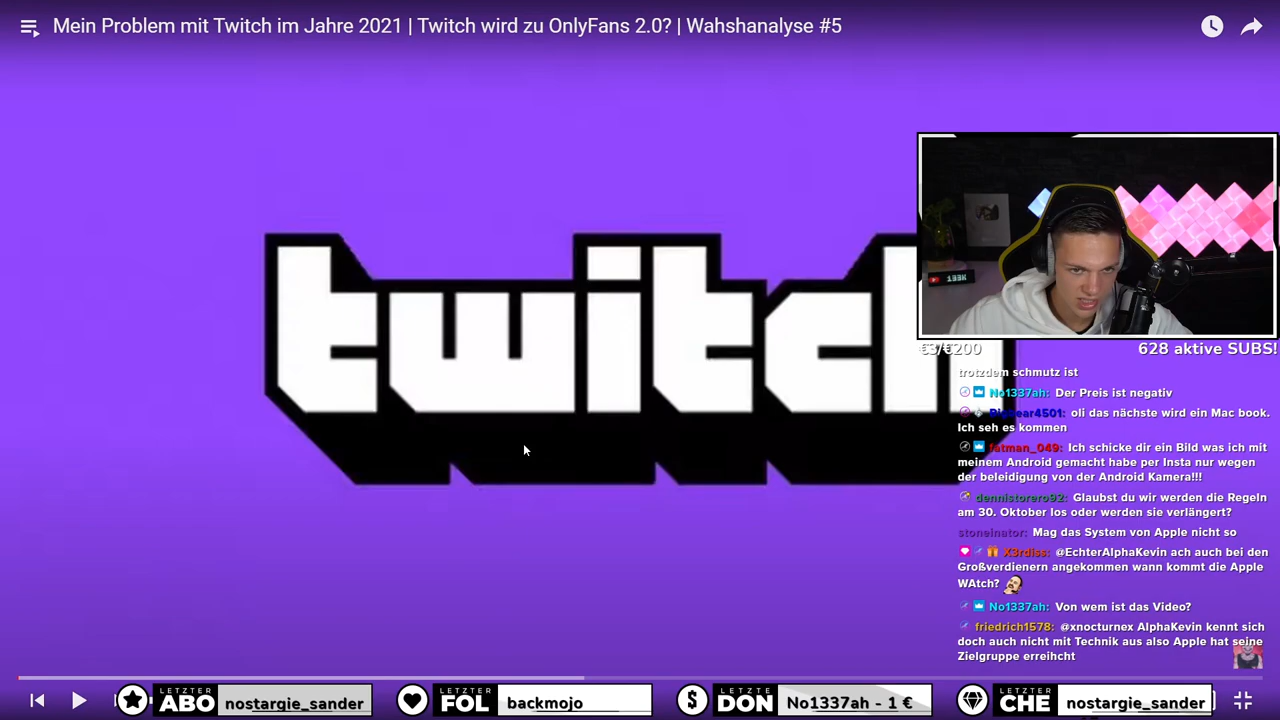 Mein Problem mit Twitch im Jahre 2021 | Twitch wird zu OnlyFans 2.0? | Wahshanalyse #5
twitch
133K
€3/€200
628 aktive SUBS!
trotzdem schmutz ist
No1337ah: Der Preis ist negativ
oli das nächste wird ein Mac book.
Ich seh es kommen
fatman_049: Ich schicke dir ein Bild was ich mit
meinem Android gemacht habe per Insta nur wegen
der beleidigung von der Android Kamera!!!
dennistorero92: Glaubst du wir werden die Regeln
am 30. Oktober los oder werden sie verlängert?
stoneinator: Mag das System von Apple nicht so
X3rdiss: @EchterAlphaKevin ach auch bei den
Großverdienern angekommen wann kommt die Apple
WAtch?
No1337ah: Von wem ist das Video?
friedrich1578: @xnocturnex AlphaKevin kennt sich
doch auch nicht mit Technik aus also Apple hat seine
Zielgruppe erreihcht
LETZTER
ABO
nostargie_sander
LETZTER
FOL
backmojo
LETZTE
DON
No1337ah - 1 €
LETZTER
CHE
nostargie_sander